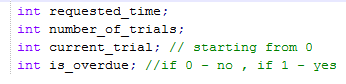 int requested_time;
int number_of_trials;
int current_trial; // starting from 0
int is_overdue; //if 0 - no , if 1 - yes